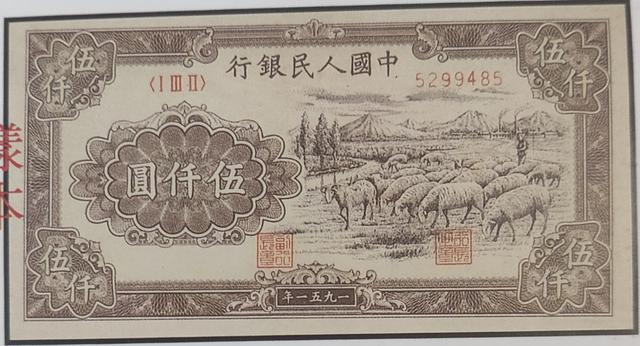 伍仟
伍仟
行銀民人國中
〈I III II〉
5299485
圓仟伍
伍仟
伍仟
年一五九一